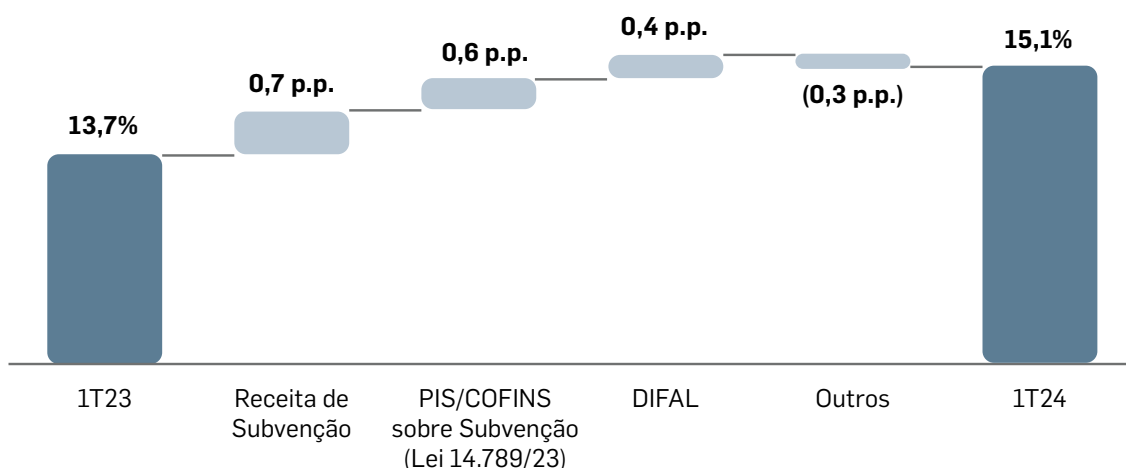 0,4 p.p.
15,1%
0,6 p.p.
0,7 p.p.
(0,3 p.p.)
13,7%
1T23
Receita de
Subvenção
PIS/COFINS
sobre Subvenção
(Lei 14.789/23)
DIFAL
Outros
1T24